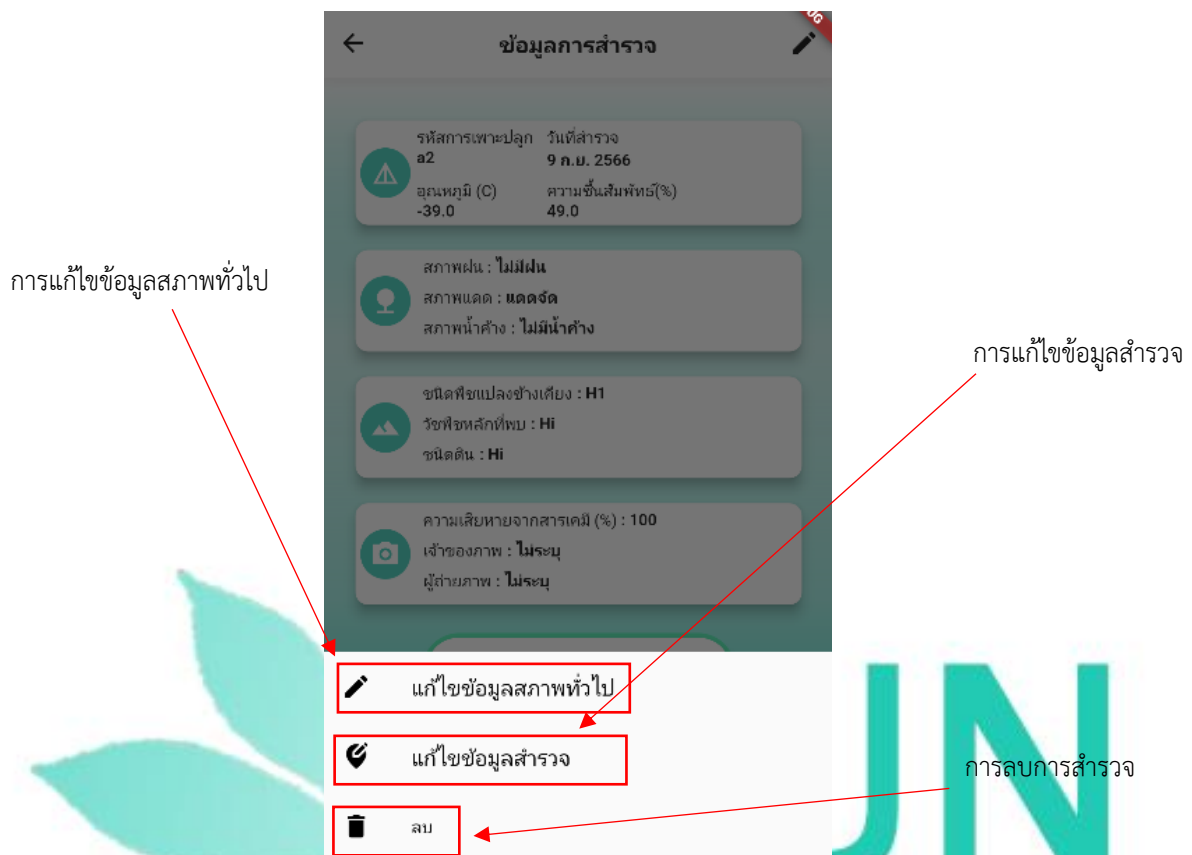 ข้อมูลการสำรวจ
รหัสการเพาะปลูก วันที่สำรวจ
a2 9 ก.ย. 2566
อุณหภูมิ (C) ความชื้นสัมพัทธ์(%)
-39.0 49.0
สภาพฝน : ไม่มีฝน
สภาพแดด : แดดจัด
สภาพน้ำค้าง : ไม่มีน้ำค้าง
การแก้ไขข้อมูลสภาพทั่วไป
การแก้ไขข้อมูลสำรวจ
ชนิดพืชแปลงข้างเคียง : H1
วัชพืชหลักที่พบ : Hi
ชนิดดิน : Hi
ความเสียหายจากสารเคมี (%) : 100
เจ้าของภาพ : ไม่ระบุ
ผู้ถ่ายภาพ : ไม่ระบุ
แก้ไขข้อมูลสภาพทั่วไป
แก้ไขข้อมูลสำรวจ
การลบการสำรวจ
ลบ
UN